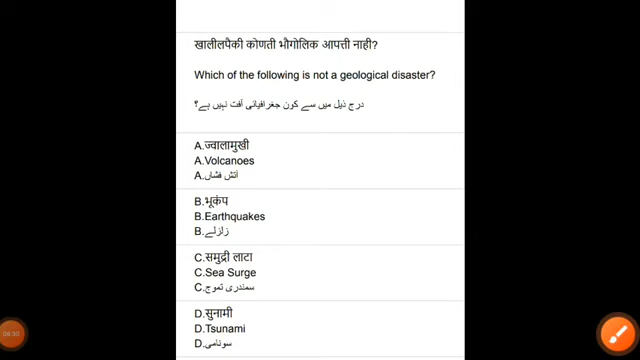 खालीलपैकी कोणती भौगोलिक आपत्ती नाही?
Which of the following is not a geological disaster?
درج ذیل میں سے کون جغرافیائی آفت نہیں ہے؟
A.ज्वालामुखी
A.Volcanoes
A.آتش فشاں
B.भूकंप
B.Earthquakes
B.زلزلے
C.समुद्री लाटा
C.Sea Surge
C.سمندری تموج
D.सुनामी
D.Tsunami
D.سونامی